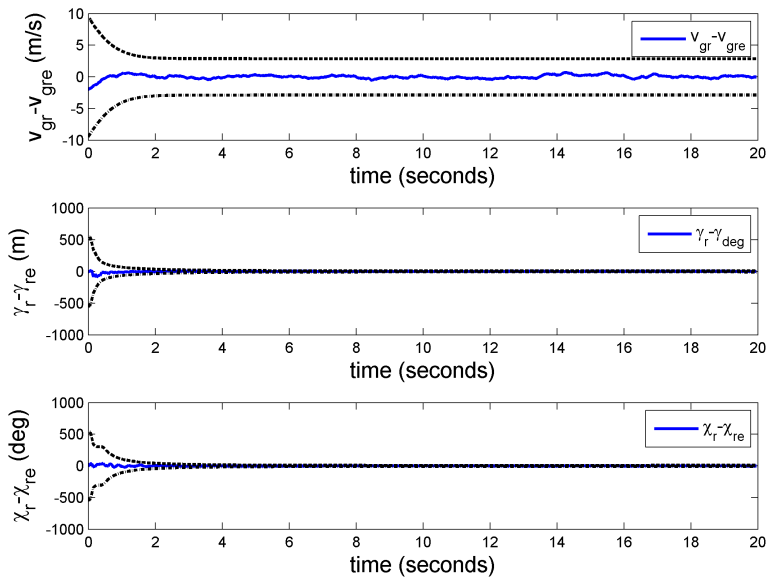 v_gr-v_gre (m/s)
10
5
0
-5
-10
v_gr-v_gre
0 2 4 6 8 10 12 14 16 18 20
time (seconds)
γ_r-γ_re (m)
1000
500
0
-500
-1000
γ_r-γ_deg
0 2 4 6 8 10 12 14 16 18 20
time (seconds)
χ_r-χ_re (deg)
1000
500
0
-500
-1000
χ_r-χ_re
0 2 4 6 8 10 12 14 16 18 20
time (seconds)